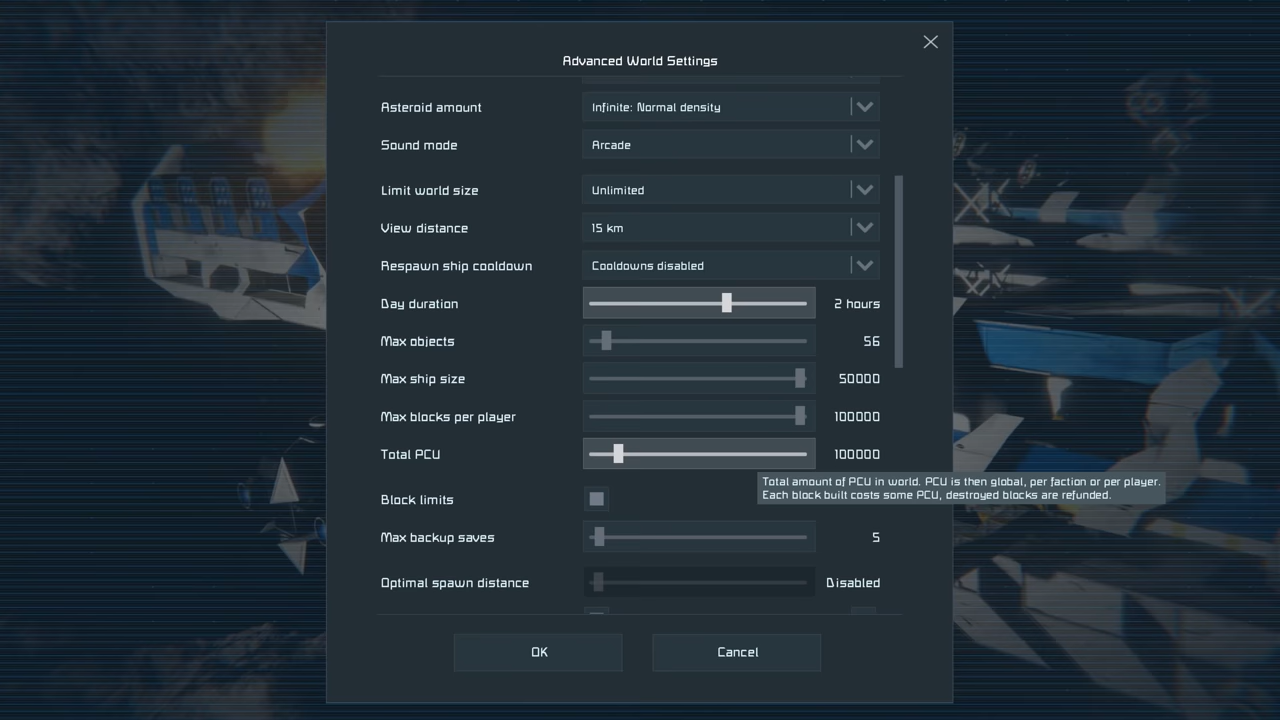 Advanced World Settings
Asteroid amount Infinite: Normal density
Sound mode Arcade
Limit world size Unlimited
View distance 15 km
Respawn ship cooldown Cooldowns disabled
Day duration 2 hours
Max objects 56
Max ship size 50000
Max blocks per player 100000
Total PCU 100000
Total amount of PCU in world. PCU is then global, per faction or per player.
Each block built costs some PCU, destroyed blocks are refunded.
Block limits
Max backup saves 5
Optimal spawn distance Disabled
OK Cancel